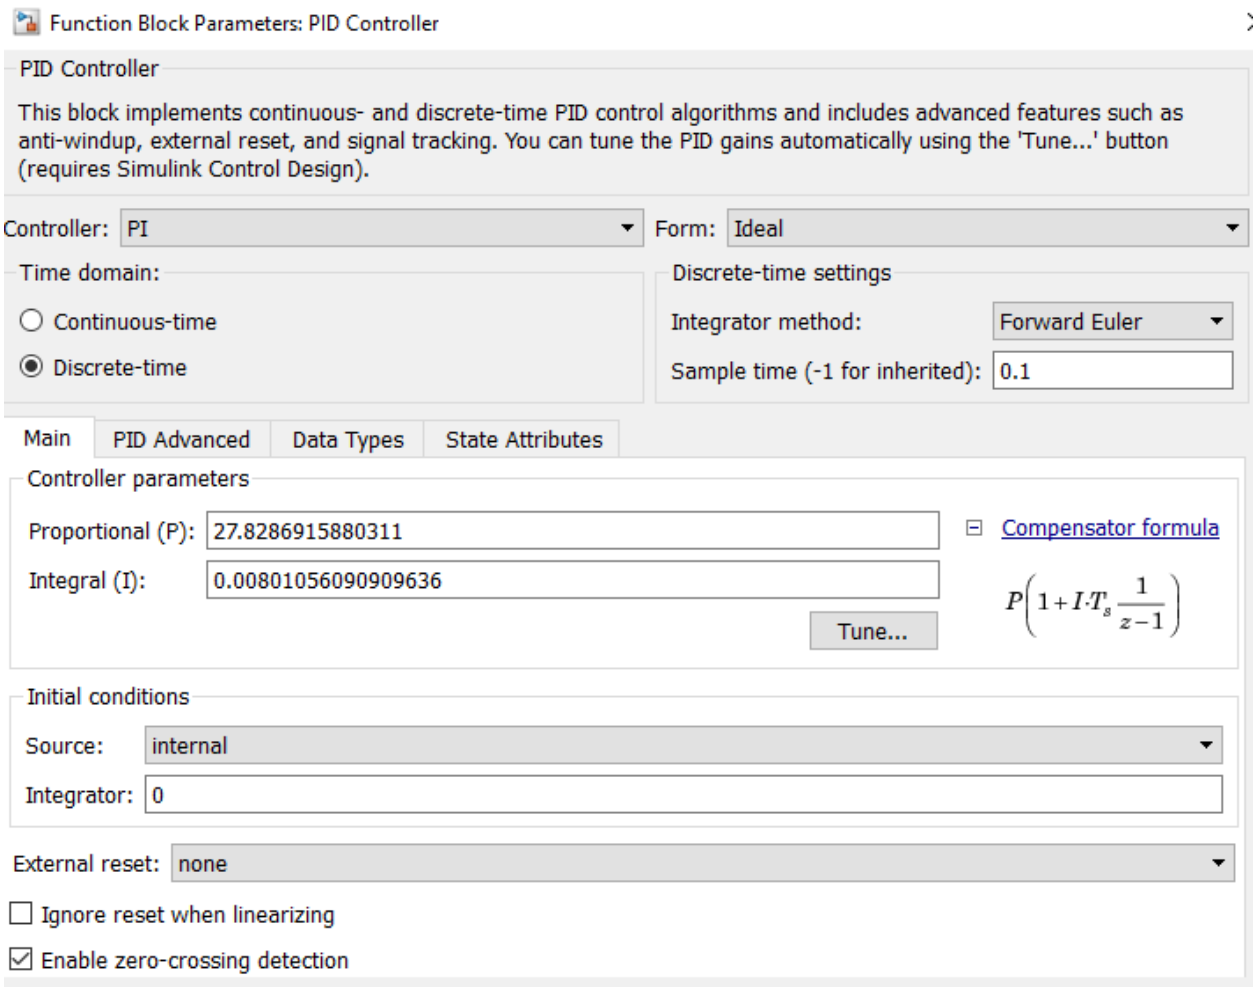 Function Block Parameters: PID Controller
PID Controller
This block implements continuous- and discrete-time PID control algorithms and includes advanced features such as
anti-windup, external reset, and signal tracking. You can tune the PID gains automatically using the 'Tune...' button
(requires Simulink Control Design).
Controller: PI
Form: Ideal
Time domain:
Continuous-time
Discrete-time
Discrete-time settings
Integrator method: Forward Euler
Sample time (-1 for inherited): 0.1
Main PID Advanced Data Types State Attributes
Controller parameters
Proportional (P): 27.8286915880311
Integral (I): 0.00801056090909636
Tune...
Compensator formula
P(1+I·Ts 1/(z−1))
Initial conditions
Source: internal
Integrator: 0
External reset: none
Ignore reset when linearizing
Enable zero-crossing detection